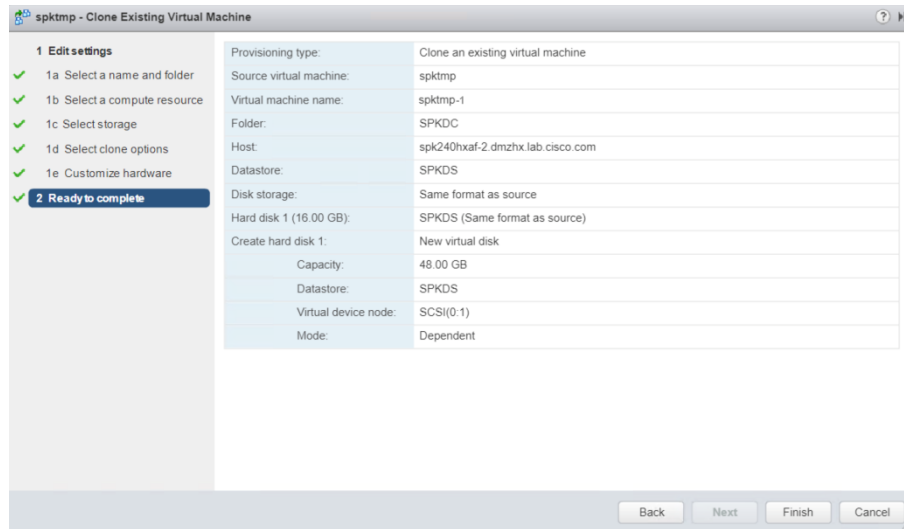 spktmp - Clone Existing Virtual Machine
?
1 Edit settings
1a Select a name and folder
1b Select a compute resource
1c Select storage
1d Select clone options
1e Customize hardware
2 Ready to complete
Provisioning type: Clone an existing virtual machine
Source virtual machine: spktmp
Virtual machine name: spktmp-1
Folder: SPKDC
Host: spk240hxaf-2.dmzhx.lab.cisco.com
Datastore: SPKDS
Disk storage: Same format as source
Hard disk 1 (16.00 GB): SPKDS (Same format as source)
Create hard disk 1: New virtual disk
Capacity: 48.00 GB
Datastore: SPKDS
Virtual device node: SCSI(0:1)
Mode: Dependent
Back Next Finish Cancel